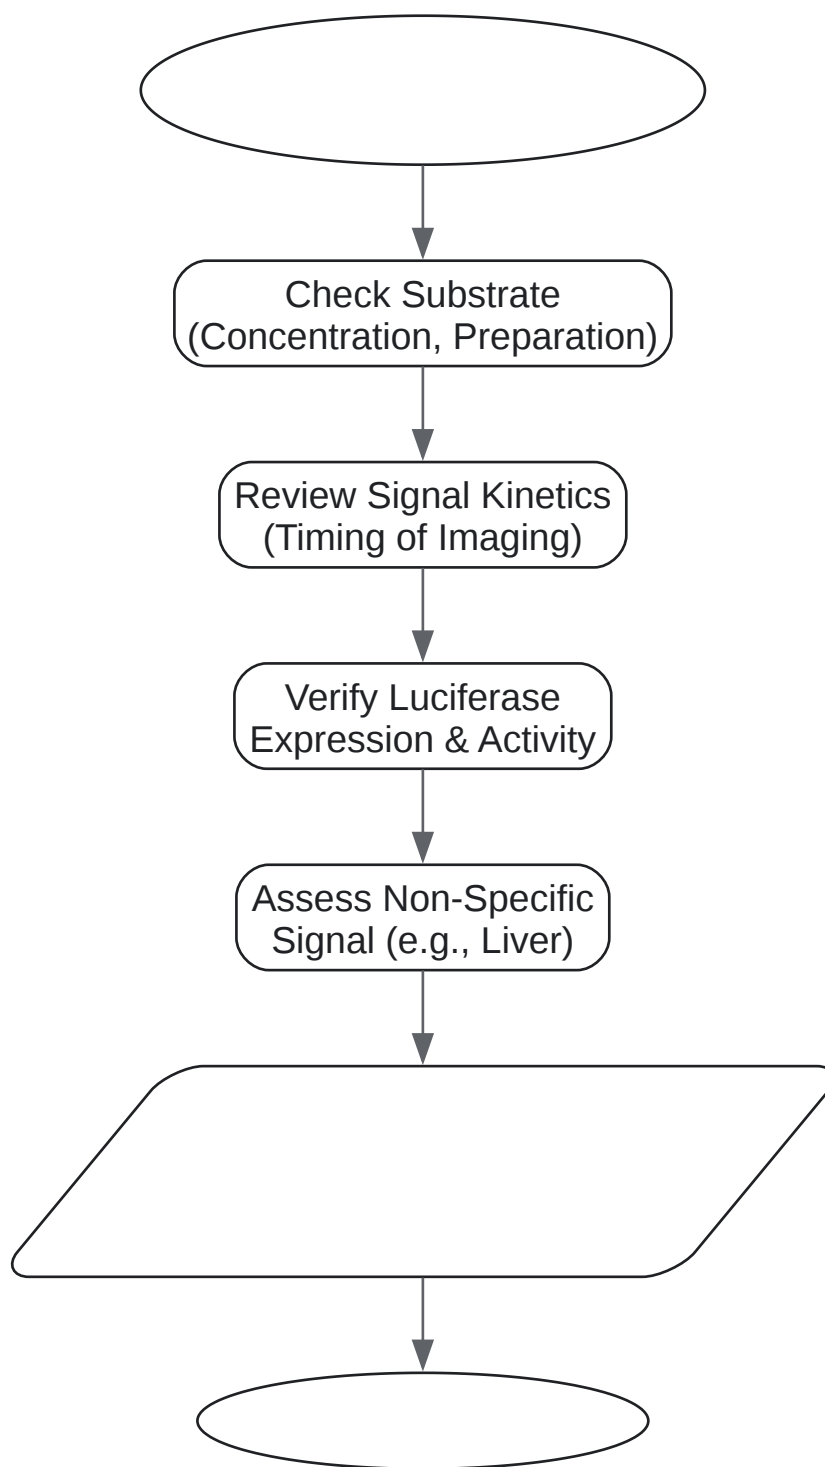 Check Substrate
(Concentration, Preparation)
Review Signal Kinetics
(Timing of Imaging)
Verify Luciferase
Expression & Activity
Assess Non-Specific
Signal (e.g., Liver)